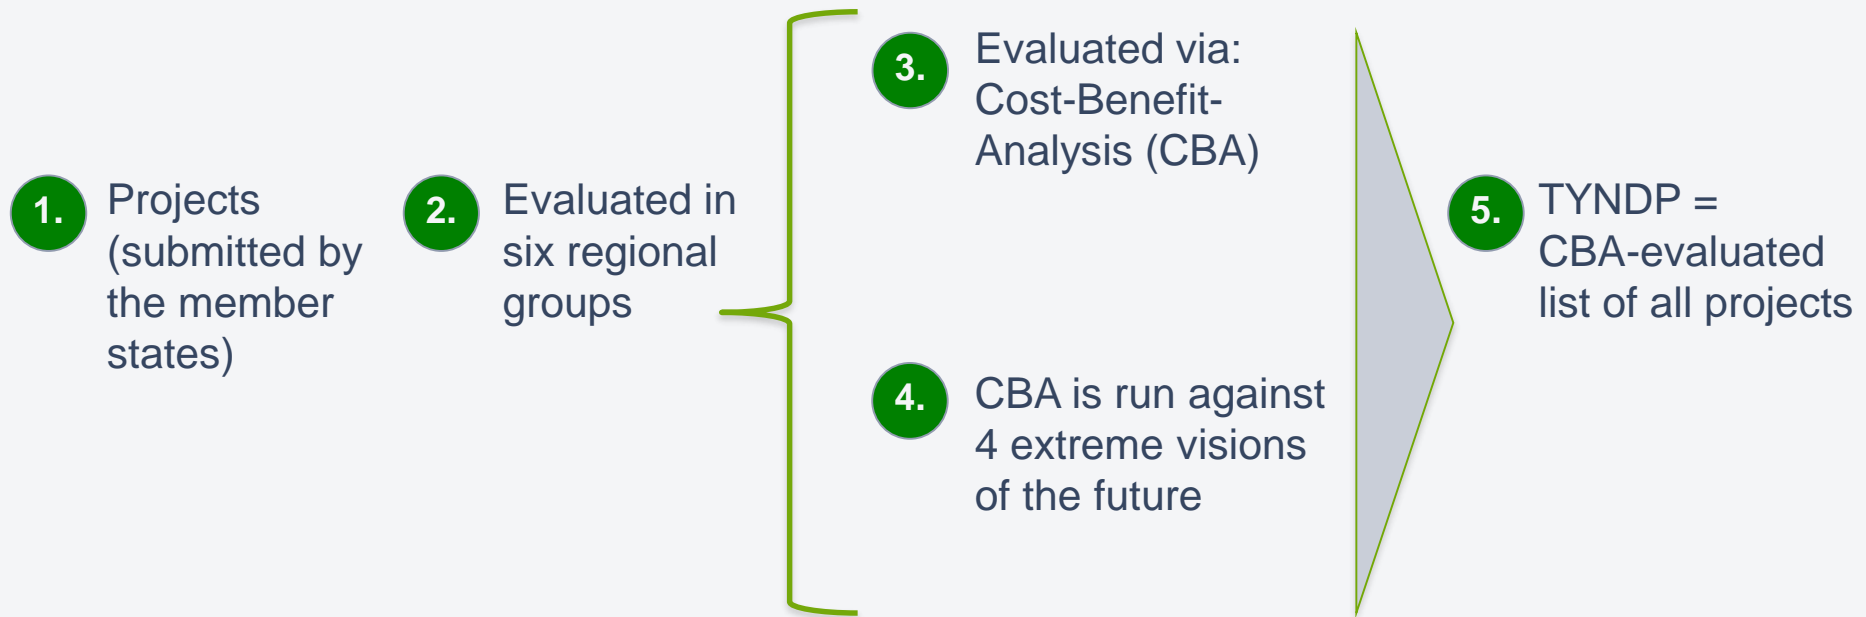 1.
Projects
(submitted by
the member
states)
2.
Evaluated in
six regional
groups
3.
Evaluated via:
Cost-Benefit-
Analysis (CBA)
4.
CBA is run against
4 extreme visions
of the future
5.
TYNDP =
CBA-evaluated
list of all projects